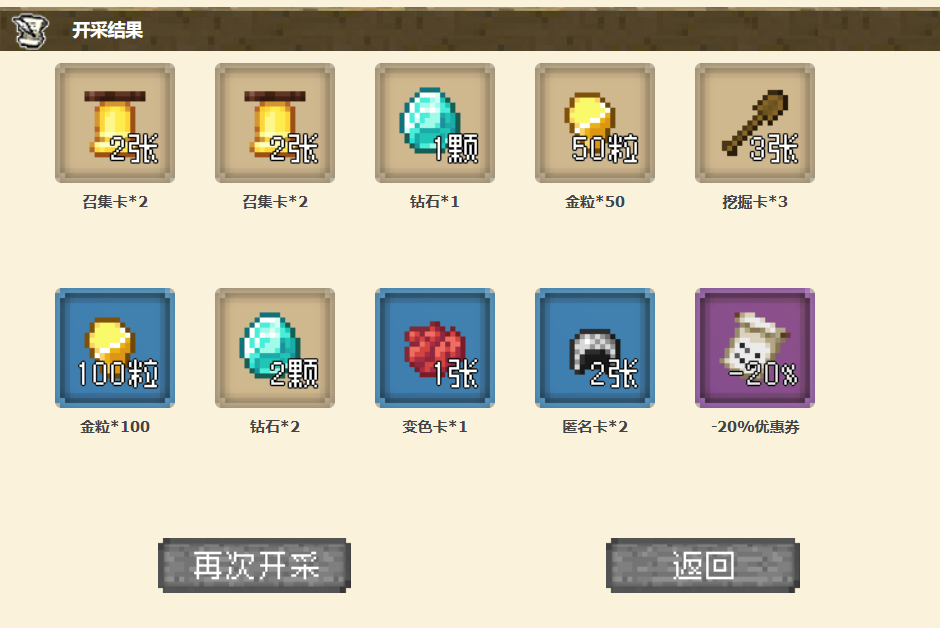 开采结果
2张
2张
1颗
50粒
3张
召集卡*2
召集卡*2
钻石*1
金粒*50
挖掘卡*3
100粒
2颗
1张
2张
-20%
金粒*100
钻石*2
变色卡*1
匿名卡*2
-20%优惠券
再次开采
返回